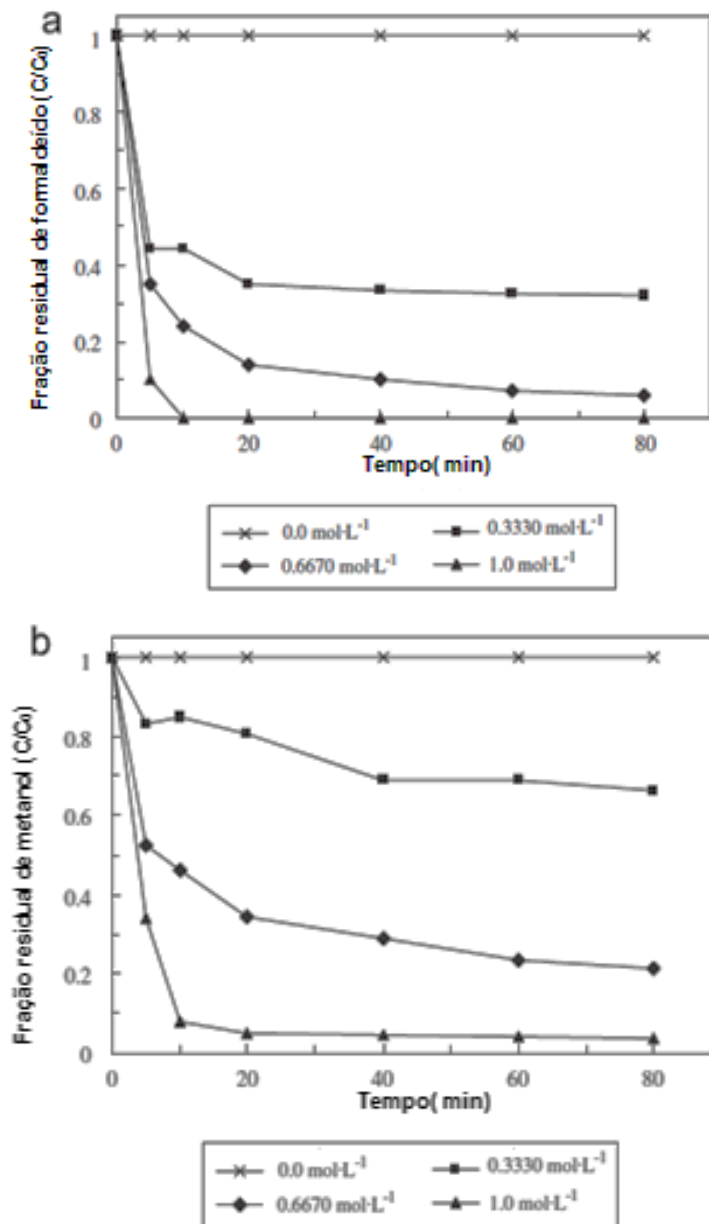 a
Fração residual de formaldeído (C/C₀)
1
0.8
0.6
0.4
0.2
0
0 20 40 60 80
Tempo( min)
0.0 mol·L⁻¹ 0.3330 mol·L⁻¹
0.6670 mol·L⁻¹ 1.0 mol·L⁻¹
b
Fração residual de metanol (C/C₀)
1
0.8
0.6
0.4
0.2
0
0 20 40 60 80
Tempo( min)
0.0 mol·L⁻¹ 0.3330 mol·L⁻¹
0.6670 mol·L⁻¹ 1.0 mol·L⁻¹